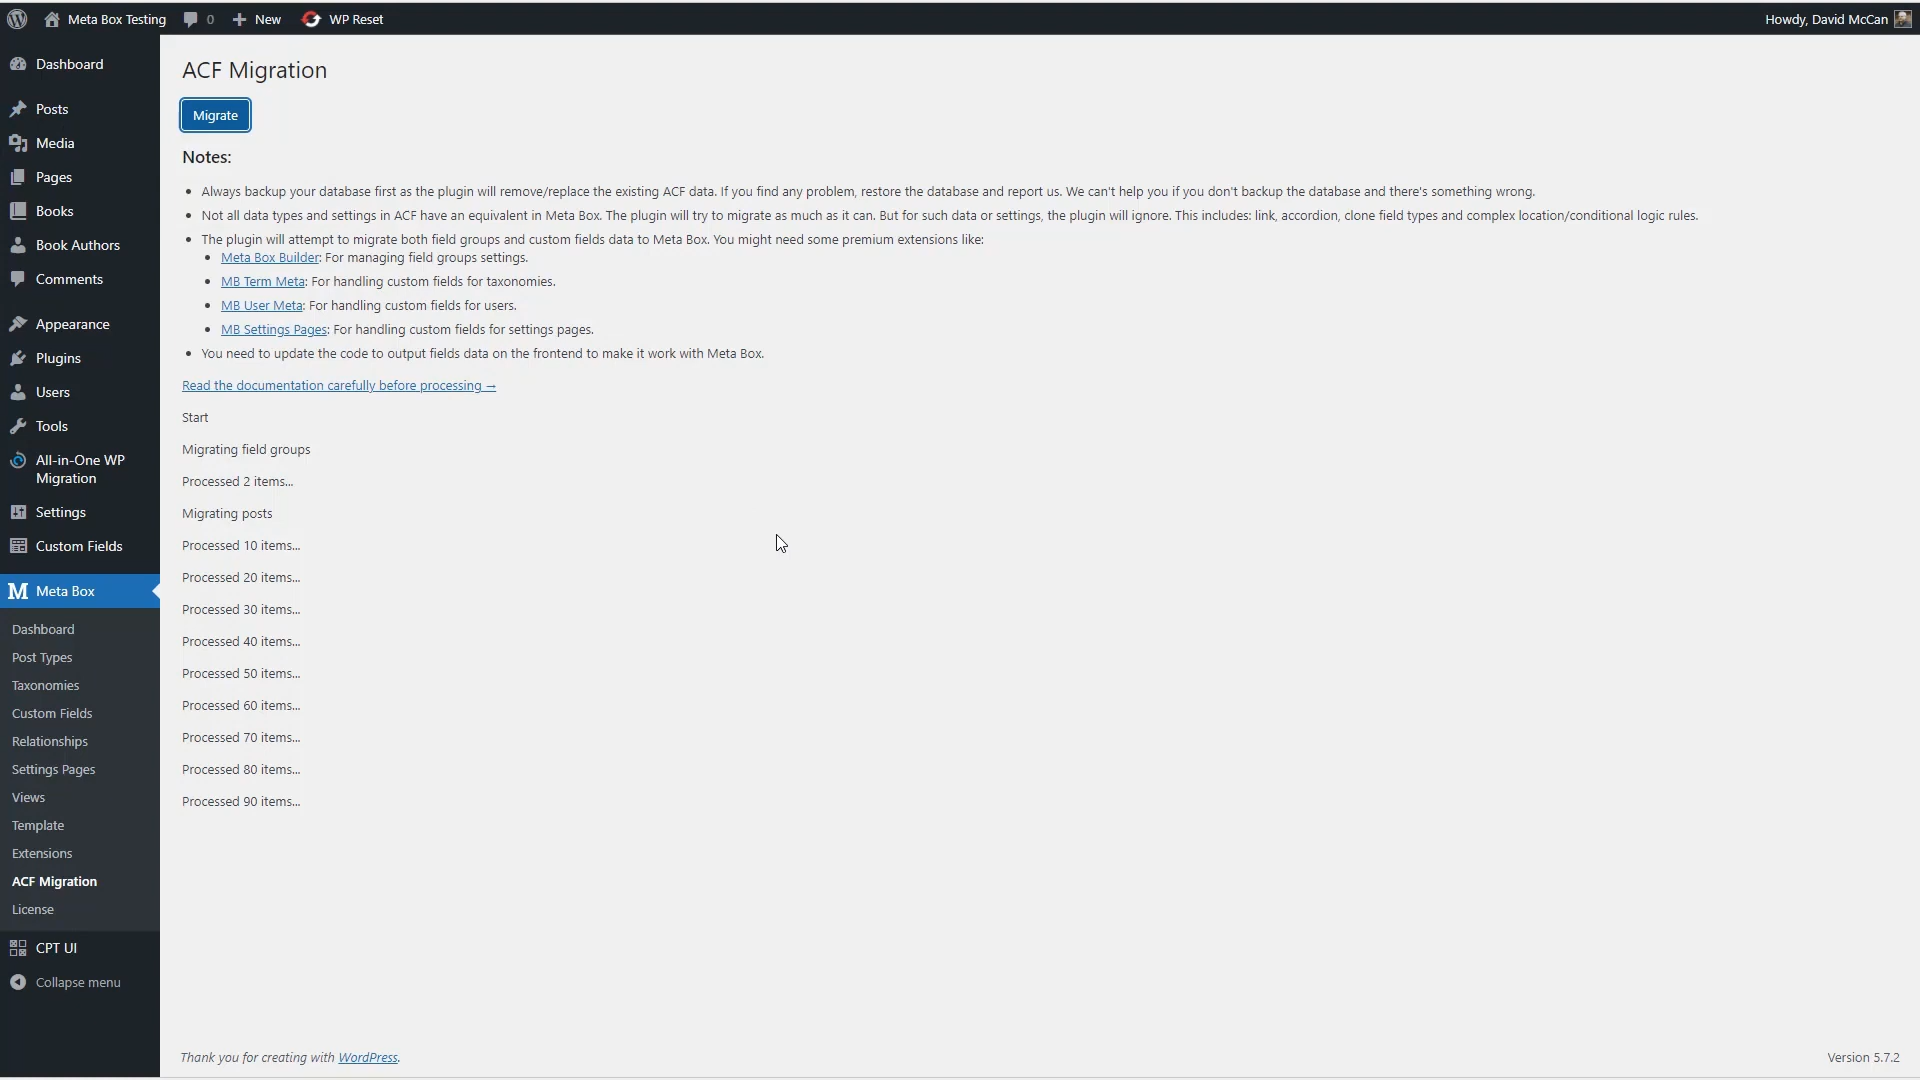 Meta Box Testing 0 New WP Reset Howdy, David McCan
Dashboard
Posts
Media
Pages
Books
Book Authors
Comments
Appearance
Plugins
Users
Tools
All-in-One WP
Migration
Settings
Custom Fields
M Meta Box
Dashboard
Post Types
Taxonomies
Custom Fields
Relationships
Settings Pages
Views
Template
Extensions
ACF Migration
License
CPT UI
Collapse menu
ACF Migration
Migrate
Notes:
Always backup your database first as the plugin will remove/replace the existing ACF data. If you find any problem, restore the database and report us. We can't help you if you don't backup the database and there's something wrong.
Not all data types and settings in ACF have an equivalent in Meta Box. The plugin will try to migrate as much as it can. But for such data or settings, the plugin will ignore. This includes: link, accordion, clone field types and complex location/conditional logic rules.
The plugin will attempt to migrate both field groups and custom fields data to Meta Box. You might need some premium extensions like:
Meta Box Builder: For managing field groups settings.
MB Term Meta: For handling custom fields for taxonomies.
MB User Meta: For handling custom fields for users.
MB Settings Pages: For handling custom fields for settings pages.
You need to update the code to output fields data on the frontend to make it work with Meta Box.
Read the documentation carefully before processing →
Start
Migrating field groups
Processed 2 items...
Migrating posts
Processed 10 items...
Processed 20 items...
Processed 30 items...
Processed 40 items...
Processed 50 items...
Processed 60 items...
Processed 70 items...
Processed 80 items...
Processed 90 items...
Thank you for creating with WordPress. Version 5.7.2